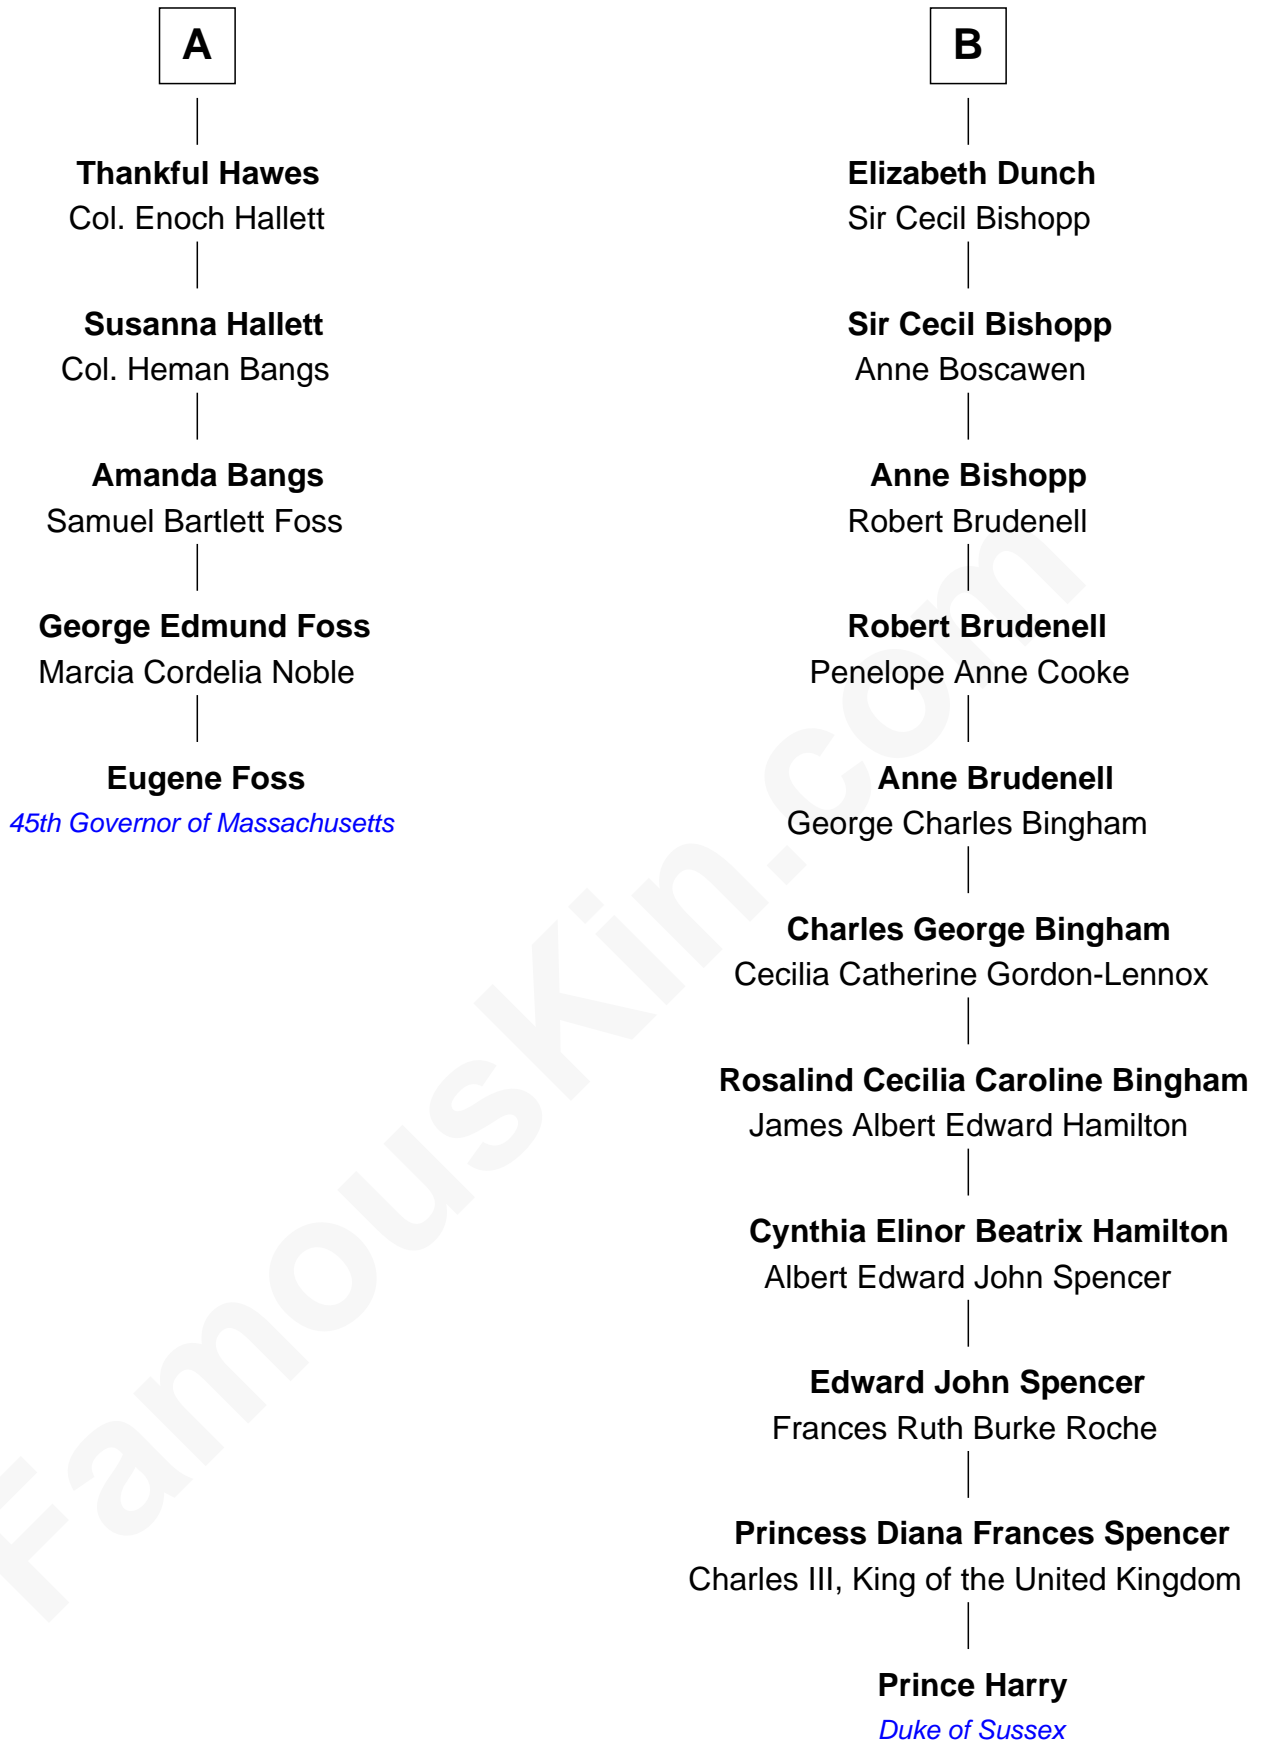 A
Thankful Hawes
Col. Enoch Hallett
Susanna Hallett
Col. Heman Bangs
Amanda Bangs
Samuel Bartlett Foss
George Edmund Foss
Marcia Cordelia Noble
Eugene Foss
45th Governor of Massachusetts
B
Elizabeth Dunch
Sir Cecil Bishopp
Sir Cecil Bishopp
Anne Boscawen
Anne Bishopp
Robert Brudenell
Robert Brudenell
Penelope Anne Cooke
Anne Brudenell
George Charles Bingham
Charles George Bingham
Cecilia Catherine Gordon-Lennox
Rosalind Cecilia Caroline Bingham
James Albert Edward Hamilton
Cynthia Elinor Beatrix Hamilton
Albert Edward John Spencer
Edward John Spencer
Frances Ruth Burke Roche
Princess Diana Frances Spencer
Charles III, King of the United Kingdom
Prince Harry
Duke of Sussex
FamousKin.com